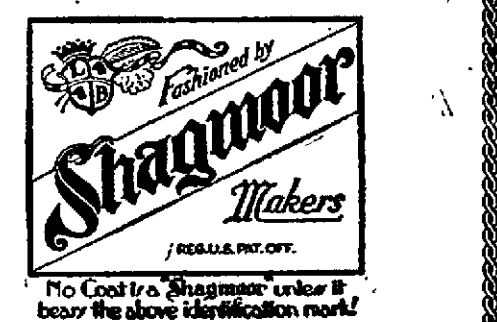 L
B
Fashioned by
Shagmoor
Makers
REG. U.S. PAT. OFF.
No Coat is a "Shagmoor" unless it
bears the above identification mark!